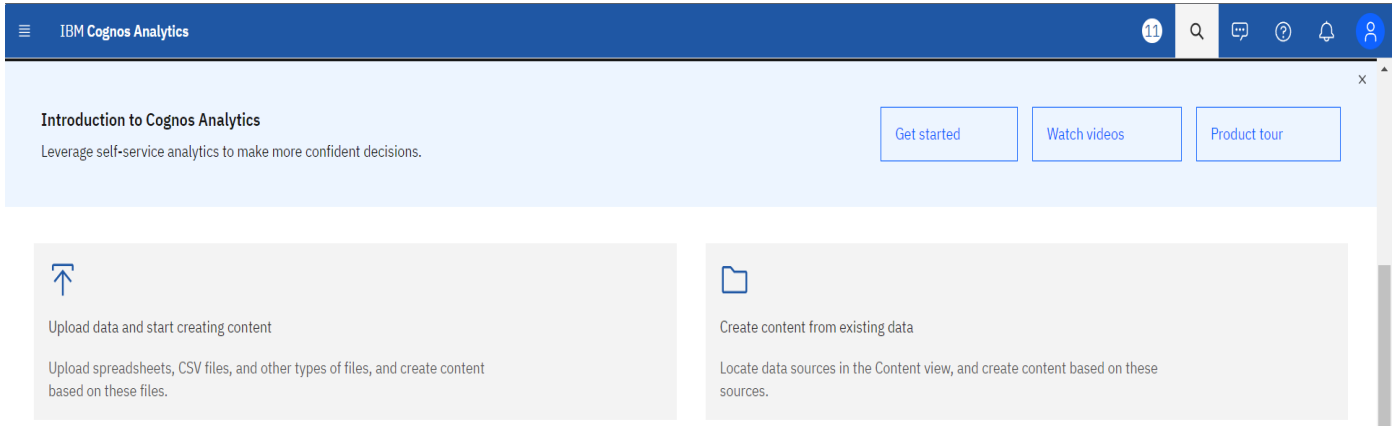 IBM Cognos Analytics
11
Introduction to Cognos Analytics
Leverage self-service analytics to make more confident decisions.
Get started
Watch videos
Product tour
Upload data and start creating content
Upload spreadsheets, CSV files, and other types of files, and create content
based on these files.
Create content from existing data
Locate data sources in the Content view, and create content based on these
sources.